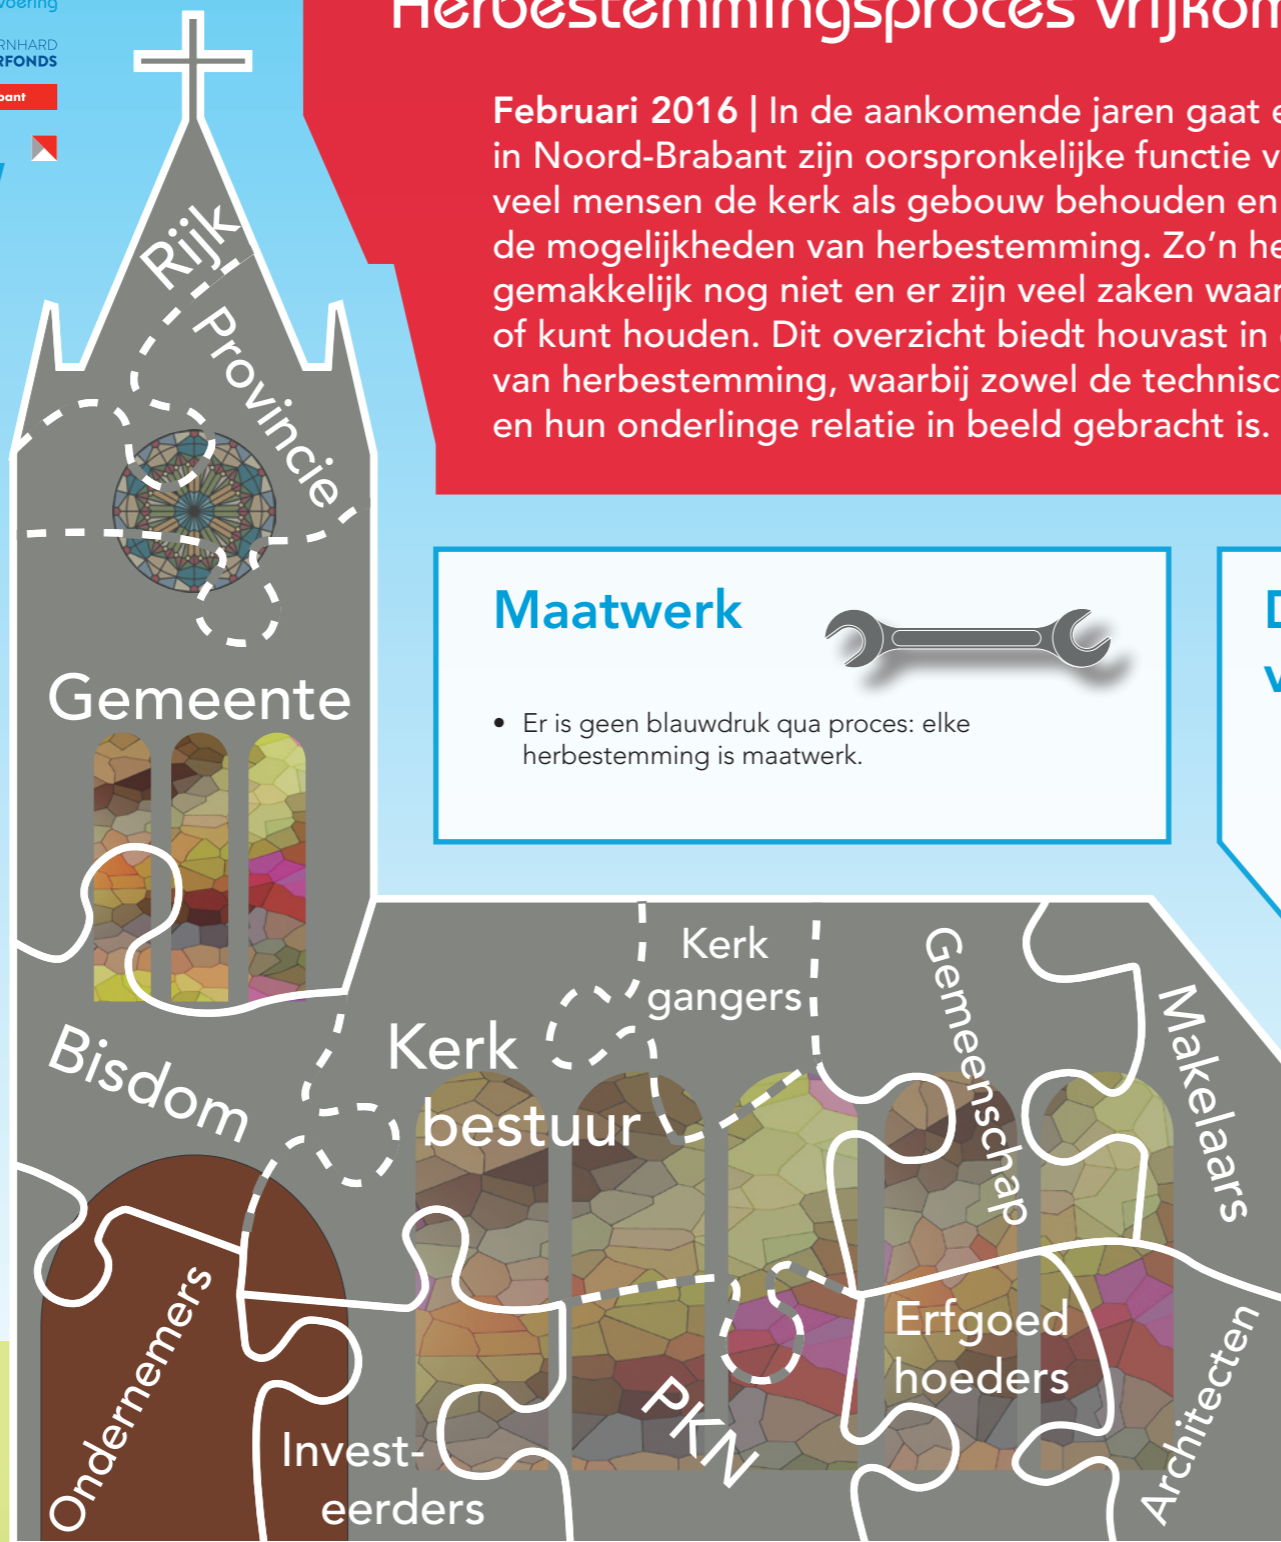 Herbestemmingsproces
RNHARD
RFONDS
Februari 2016 | In de aankomende jaren gaat
in Noord-Brabant zijn oorspronkelijke functie
veel mensen de kerk als gebouw behouden en
de mogelijkheden van herbestemming. Zo’n
gemakkelijk nog niet en er zijn veel zaken
of kunt houden. Dit overzicht biedt houvast in
van herbestemming, waarbij zowel de
en hun onderlinge relatie in beeld gebracht is.
Rijk
Provincie
Maatwerk
• Er is geen blauwdruk qua proces: elke
herbestemming is maatwerk.
Gemeente
Kerk
gangers
Gemeenschap
Makelaars
Bisdom
Kerk
bestuur
Ondernemers
Invest-
eerders
PKN
Erfgoed
hoeders
Architecten